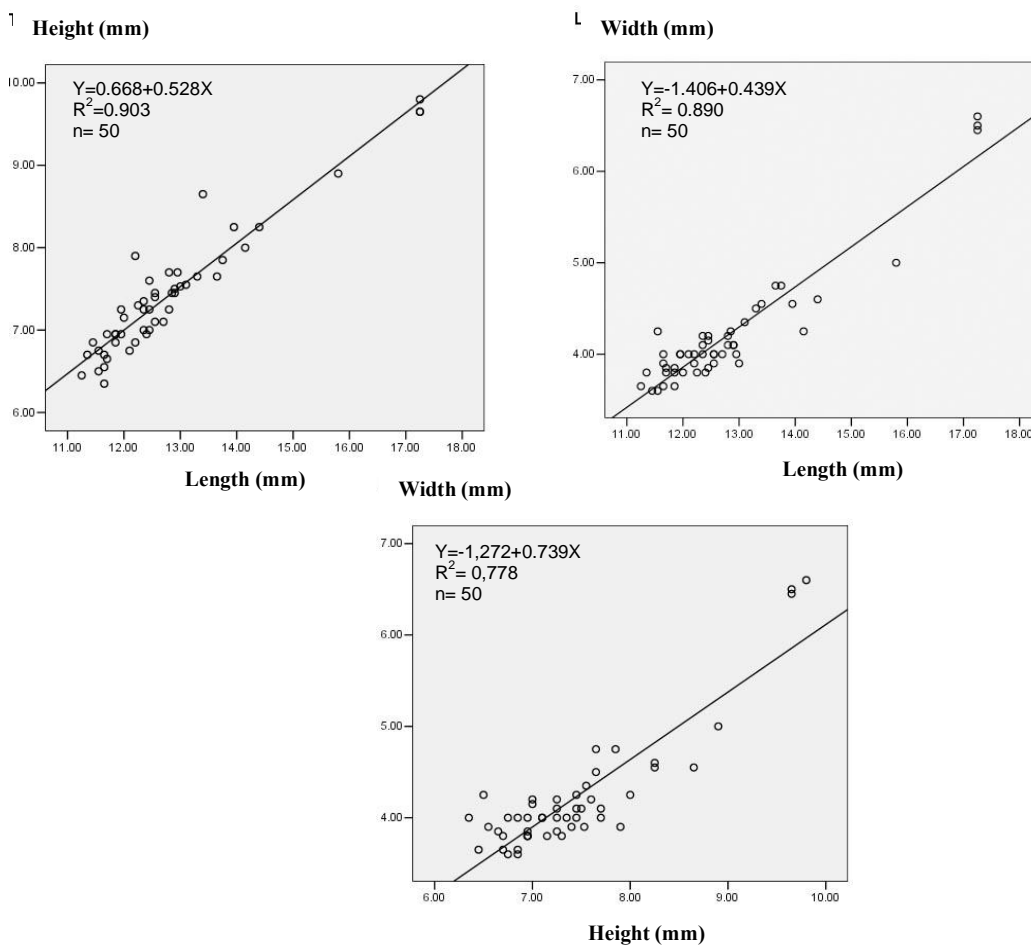 Height (mm)
Y=0.668+0.528X
R²=0.903
n= 50
10.00
9.00
8.00
7.00
6.00
11.00 12.00 13.00 14.00 15.00 16.00 17.00 18.00
Length (mm)
L Width (mm)
Y=-1.406+0.439X
R²= 0.890
n= 50
7.00
6.00
5.00
4.00
11.00 12.00 13.00 14.00 15.00 16.00 17.00 18.00
Length (mm)
Width (mm)
Y=-1,272+0.739X
R²= 0,778
n= 50
7.00
6.00
5.00
4.00
6.00 7.00 8.00 9.00 10.00
Height (mm)